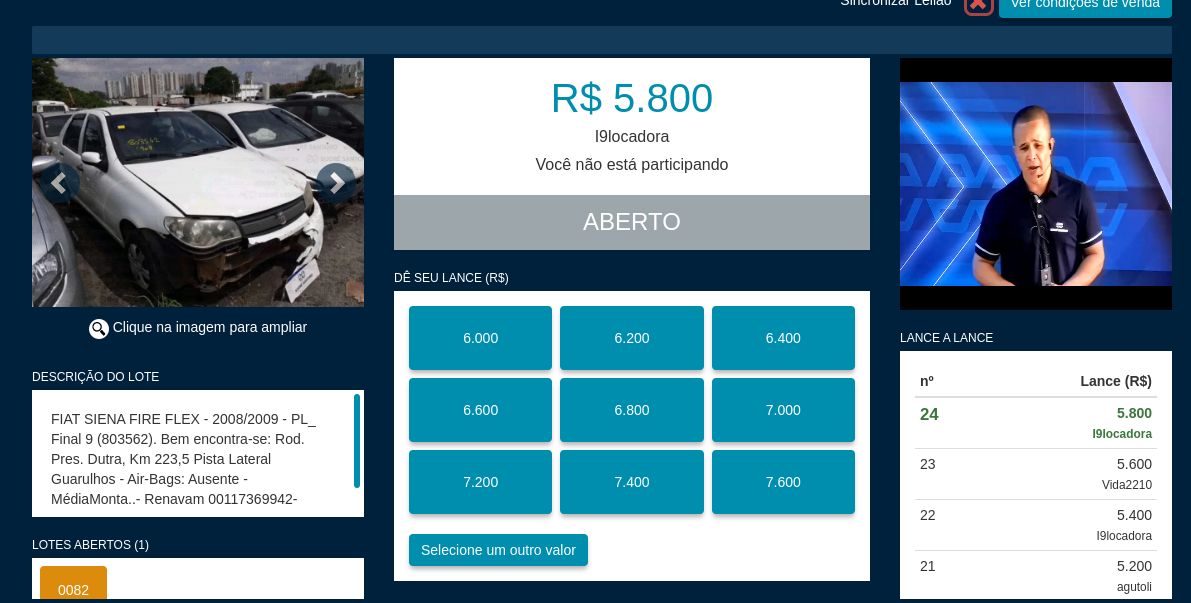 Sincronizar Leilão
Ver condições de venda
R$ 5.800
I9locadora
Você não está participando
ABERTO
Clique na imagem para ampliar
DESCRIÇÃO DO LOTE
FIAT SIENA FIRE FLEX - 2008/2009 - PL_
Final 9 (803562). Bem encontra-se: Rod.
Pres. Dutra, Km 223,5 Pista Lateral
Guarulhos - Air-Bags: Ausente -
MédiaMonta..- Renavam 00117369942-
LOTES ABERTOS (1)
0082
DÊ SEU LANCE (R$)
6.000
6.200
6.400
6.600
6.800
7.000
7.200
7.400
7.600
Selecione um outro valor
LANCE A LANCE
nº Lance (R$)
24 5.800
I9locadora
23 5.600
Vida2210
22 5.400
I9locadora
21 5.200
agutoli